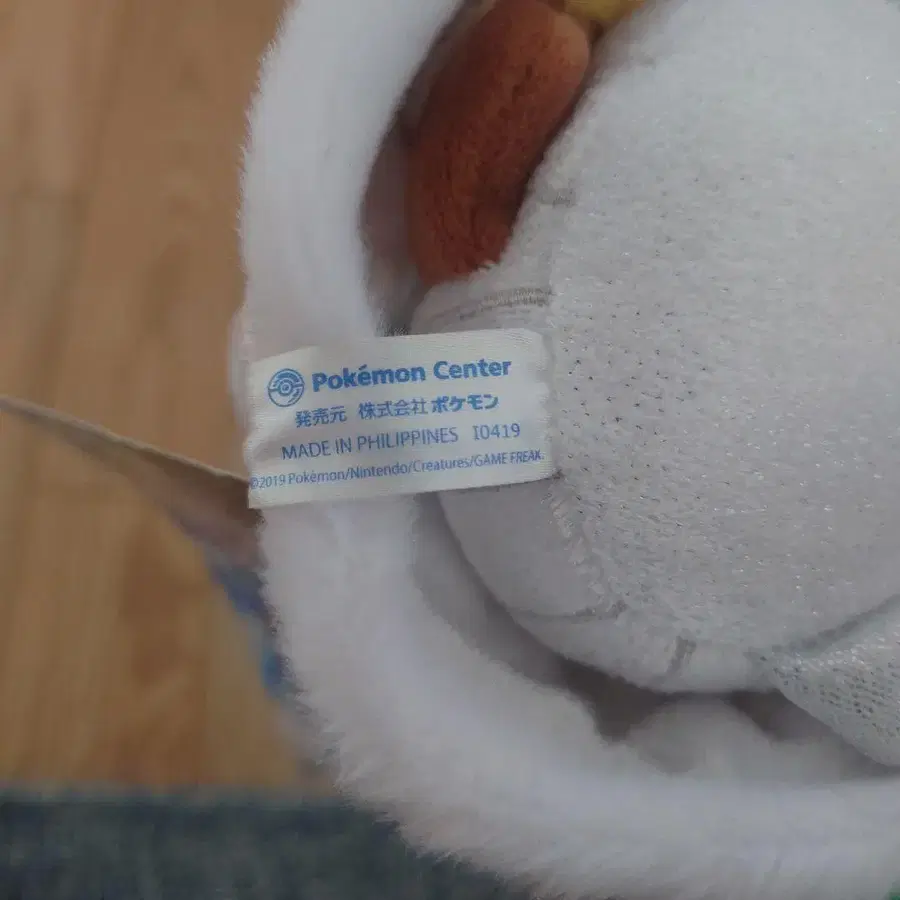 Pokémon Center
発売元 株式会社ポケモン
MADE IN PHILIPPINES I0419
©2019 Pokémon/Nintendo/Creatures/GAME FREAK.